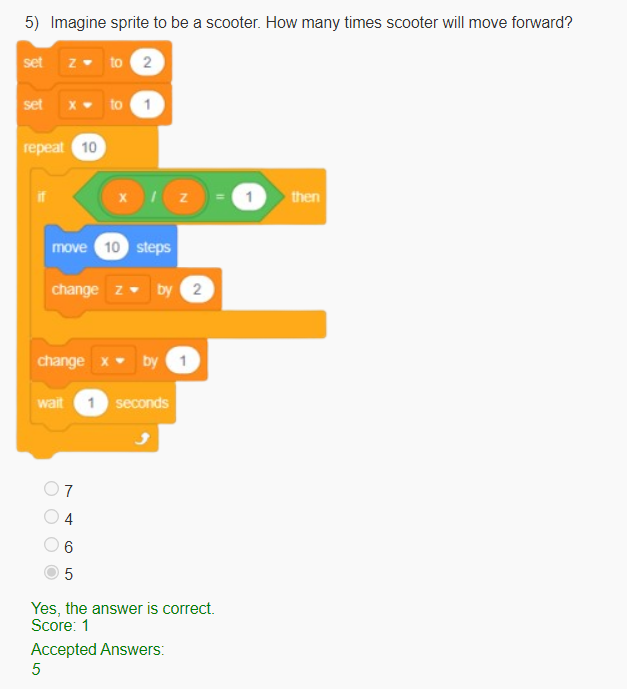 5) Imagine sprite to be a scooter. How many times scooter will move forward?
set z to 2
set x to 1
repeat 10
if x / z = 1 then
move 10 steps
change z by 2
change x by 1
wait 1 seconds
7
4
6
5
Yes, the answer is correct.
Score: 1
Accepted Answers:
5